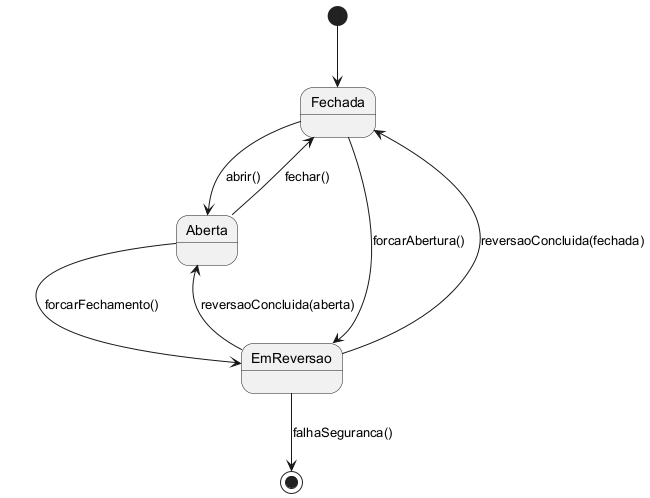 Fechada
abrir()
fechar()
Aberta
forcarAbertura()
reversaoConcluida(fechada)
forcarFechamento()
reversaoConcluida(aberta)
EmReversao
falhaSeguranca()